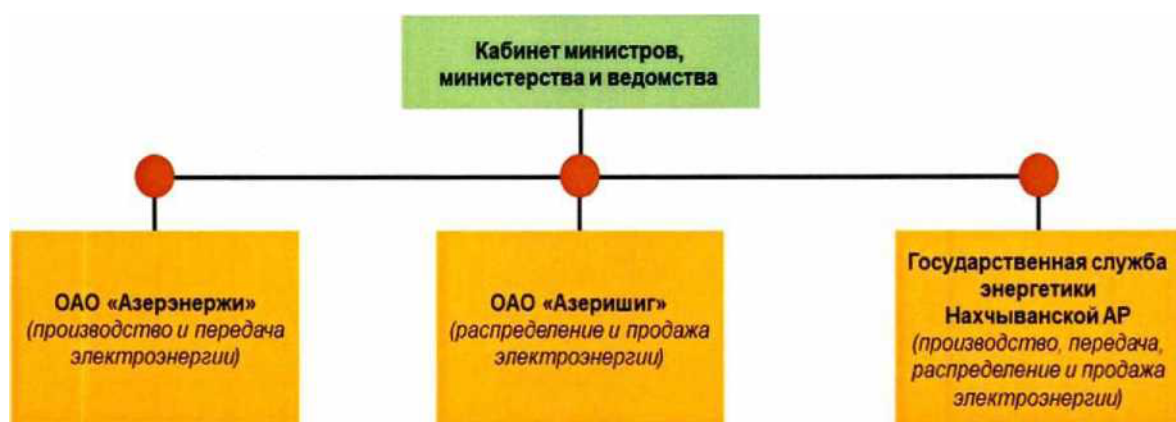 Кабинет министров,
министерства и ведомства
ОАО «Азерэнержи»
(производство и передача
электроэнергии)
ОАО «Азеришиг»
(распределение и продажа
электроэнергии)
Государственная служба
энергетики
Нахчыванской АР
(производство, передача,
распределение и продажа
электроэнергии)